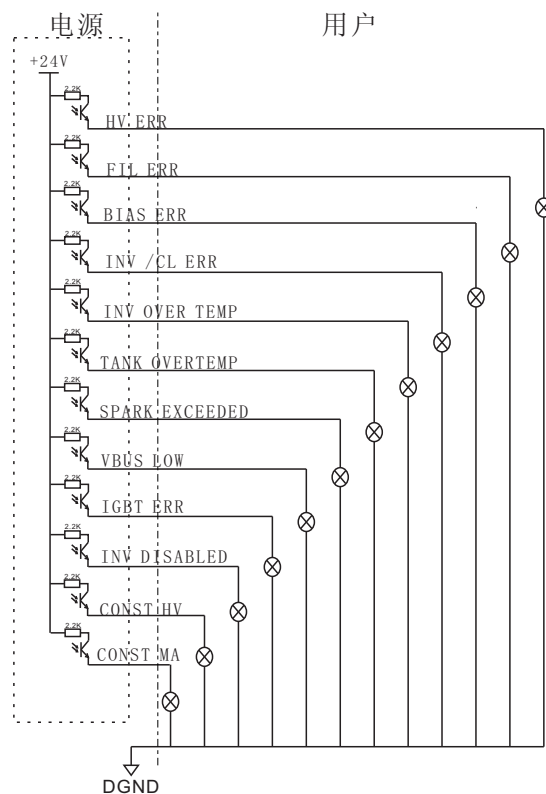 电源 用户
+24V
2.2K
HV ERR
2.2K
FIL ERR
2.2K
BIAS ERR
2.2K
INV /CL ERR
2.2K
INV OVER TEMP
2.2K
TANK OVERTEMP
2.2K
SPARK EXCEEDED
2.2K
VBUS LOW
2.2K
IGBT ERR
2.2K
INV DISABLED
2.2K
CONST HV
2.2K
CONST MA
DGND